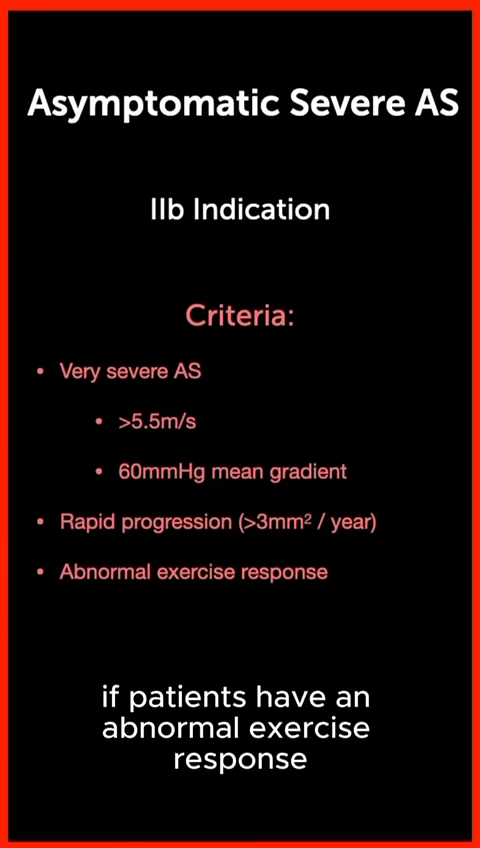 Asymptomatic Severe AS
IIb Indication
Criteria:
• Very severe AS
• >5.5m/s
• 60mmHg mean gradient
• Rapid progression (>3mm² / year)
• Abnormal exercise response
if patients have an
abnormal exercise
response